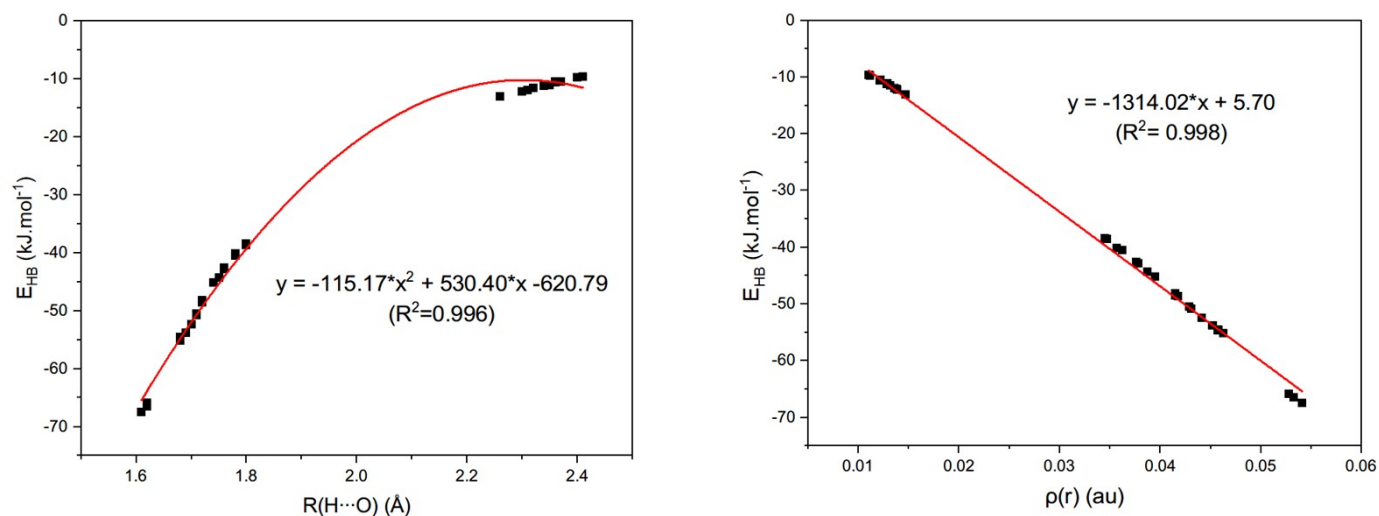 0
-10
-20
-30
-40
-50
-60
-70
E_HB (kJ.mol⁻¹)
y = -115.17*x² + 530.40*x -620.79
(R²=0.996)
1.6 1.8 2.0 2.2 2.4
R(H···O) (Å)
0
-10
-20
-30
-40
-50
-60
-70
E_HB (kJ.mol⁻¹)
y = -1314.02*x + 5.70
(R²= 0.998)
0.01 0.02 0.03 0.04 0.05 0.06
ρ(r) (au)